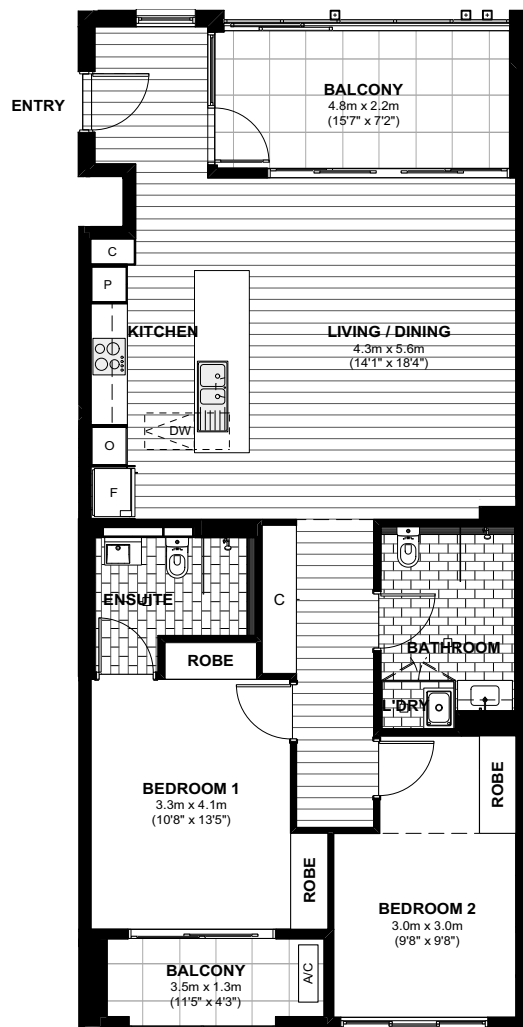 ENTRY
BALCONY
4.8m x 2.2m
(15'7" x 7'2")
C
P
KITCHEN
LIVING / DINING
4.3m x 5.6m
(14'1" x 18'4")
DW
O
F
ENSUITE
C
BATHROOM
ROBE
L'DRY
BEDROOM 1
3.3m x 4.1m
(10'8" x 13'5")
ROBE
ROBE
BEDROOM 2
3.0m x 3.0m
(9'8" x 9'8")
BALCONY
3.5m x 1.3m
(11'5" x 4'3")
A/C